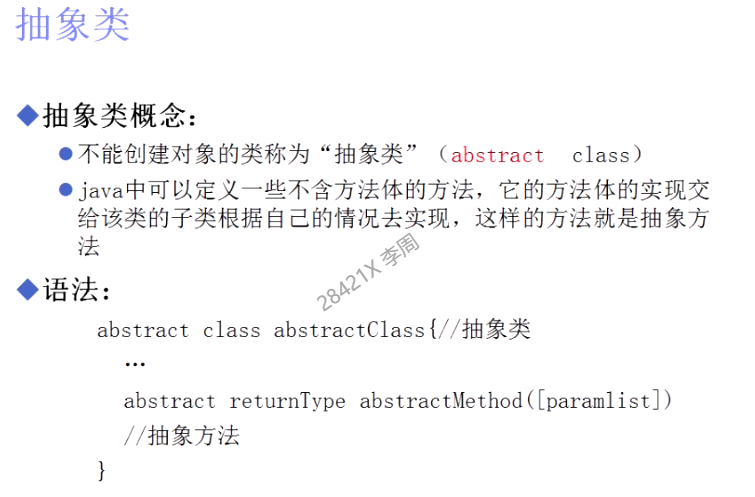 抽象类
抽象类概念：
不能创建对象的类称为“抽象类”（abstract class）
java中可以定义一些不含方法体的方法，它的方法体的实现交
给该类的子类根据自己的情况去实现，这样的方法就是抽象方
法
28421X 李周
语法：
abstract class abstractClass{//抽象类
…
abstract returnType abstractMethod([paramlist])
//抽象方法
}